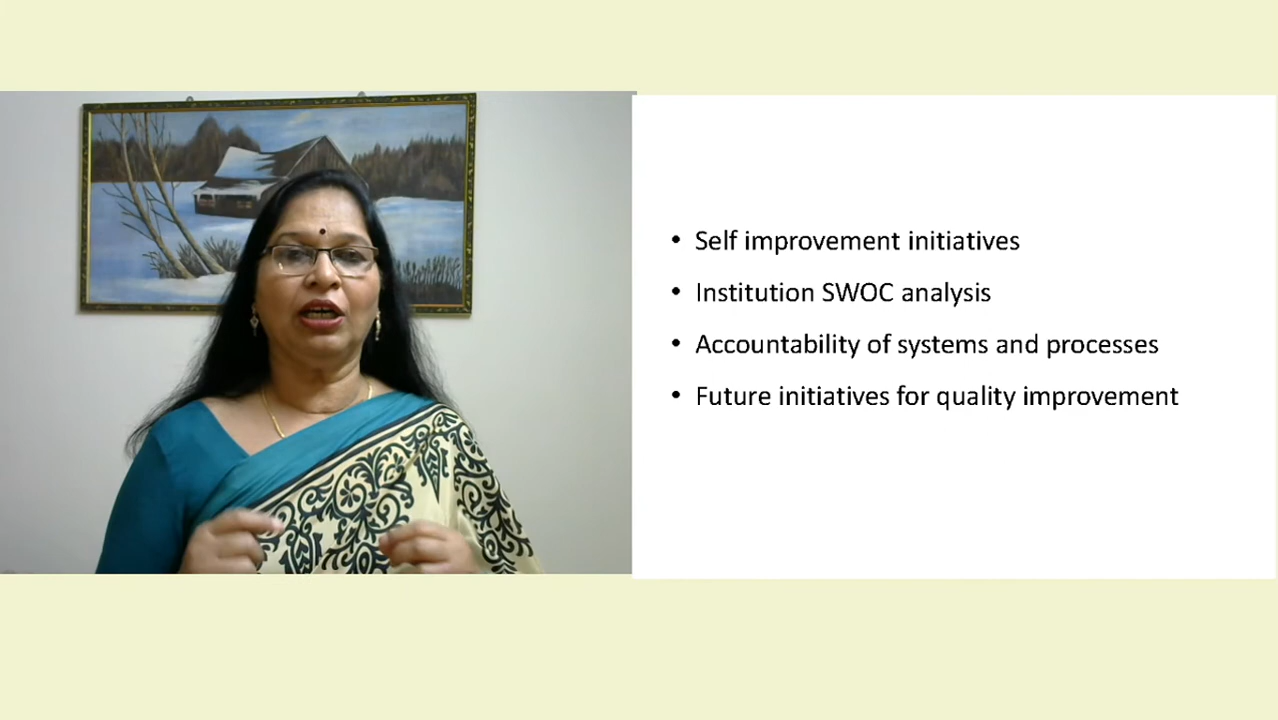 • Self improvement initiatives
• Institution SWOC analysis
• Accountability of systems and processes
• Future initiatives for quality improvement